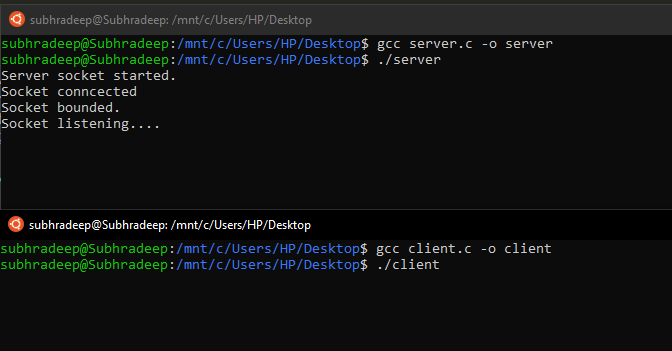 subhradeep@Subhradeep: /mnt/c/Users/HP/Desktop
subhradeep@Subhradeep:/mnt/c/Users/HP/Desktop$ gcc server.c -o server
subhradeep@Subhradeep:/mnt/c/Users/HP/Desktop$ ./server
Server socket started.
Socket conncected
Socket bounded.
Socket listening....
subhradeep@Subhradeep: /mnt/c/Users/HP/Desktop
subhradeep@Subhradeep:/mnt/c/Users/HP/Desktop$ gcc client.c -o client
subhradeep@Subhradeep:/mnt/c/Users/HP/Desktop$ ./client